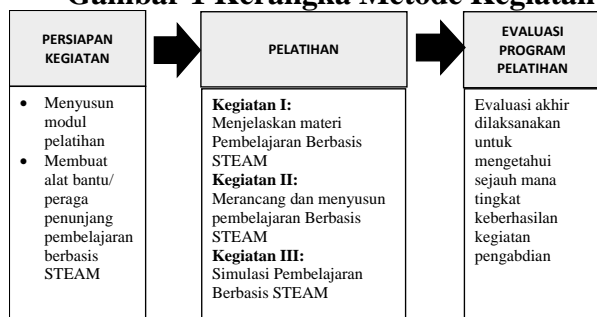 Gambar 1 Kerangka Metode Kegiatan
PERSIAPAN
KEGIATAN
PELATIHAN
EVALUASI
PROGRAM
PELATIHAN
• Menyusun
modul
pelatihan
• Membuat
alat bantu/
peraga
penunjang
pembelajaran
berbasis
STEAM
Kegiatan I:
Menjelaskan materi
Pembelajaran Berbasis
STEAM
Kegiatan II:
Merancang dan menyusun
pembelajaran Berbasis
STEAM
Kegiatan III:
Simulasi Pembelajaran
Berbasis STEAM
Evaluasi akhir
dilaksanakan
untuk
mengetahui
sejauh mana
tingkat
keberhasilan
kegiatan
pengabdian